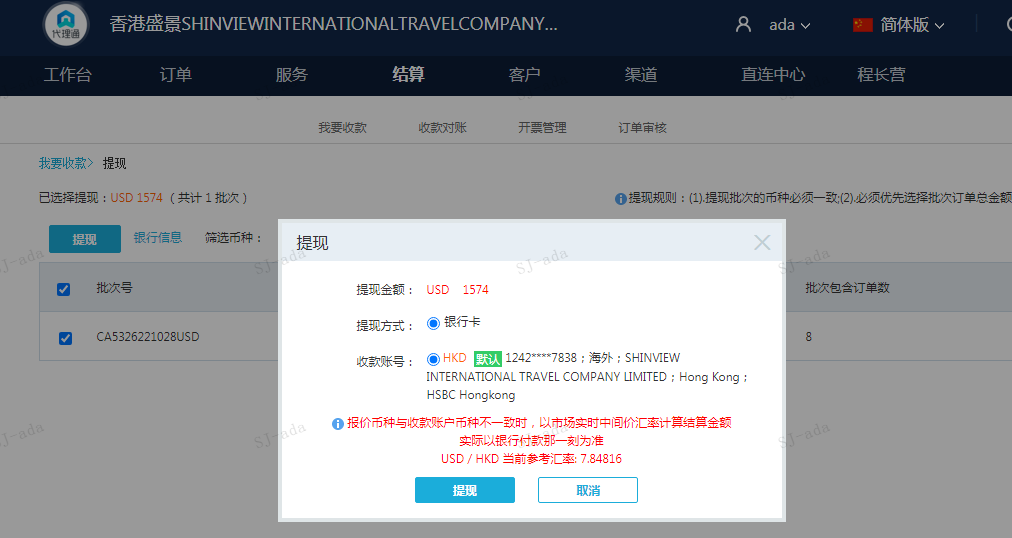 代理通
香港盛景SHINVIEWINTERNATIONALTRAVELCOMPANY...
ada
简体版
工作台 订单 服务 结算 客户 渠道 直连中心 程长营
我要收款 收款对账 开票管理 订单审核
我要收款> 提现
已选择提现：USD 1574 （ 共计 1 批次 ）
提现规则：(1).提现批次的币种必须一致;(2).必须优先选择批次订单总金额
提现 银行信息 筛选币种：
批次号 批次包含订单数
CA5326221028USD 8
提现
提现金额： USD 1574
提现方式： 银行卡
收款账号： HKD 默认 1242****7838；海外；SHINVIEW
INTERNATIONAL TRAVEL COMPANY LIMITED；Hong Kong；
HSBC Hongkong
报价币种与收款账户币种不一致时，以市场实时中间价汇率计算结算金额
实际以银行付款那一刻为准
USD / HKD 当前参考汇率: 7.84816
提现 取消
SJ-ada
SJ-ada
SJ-ada
SJ-ada
SJ-ada
SJ-ada
SJ-ada